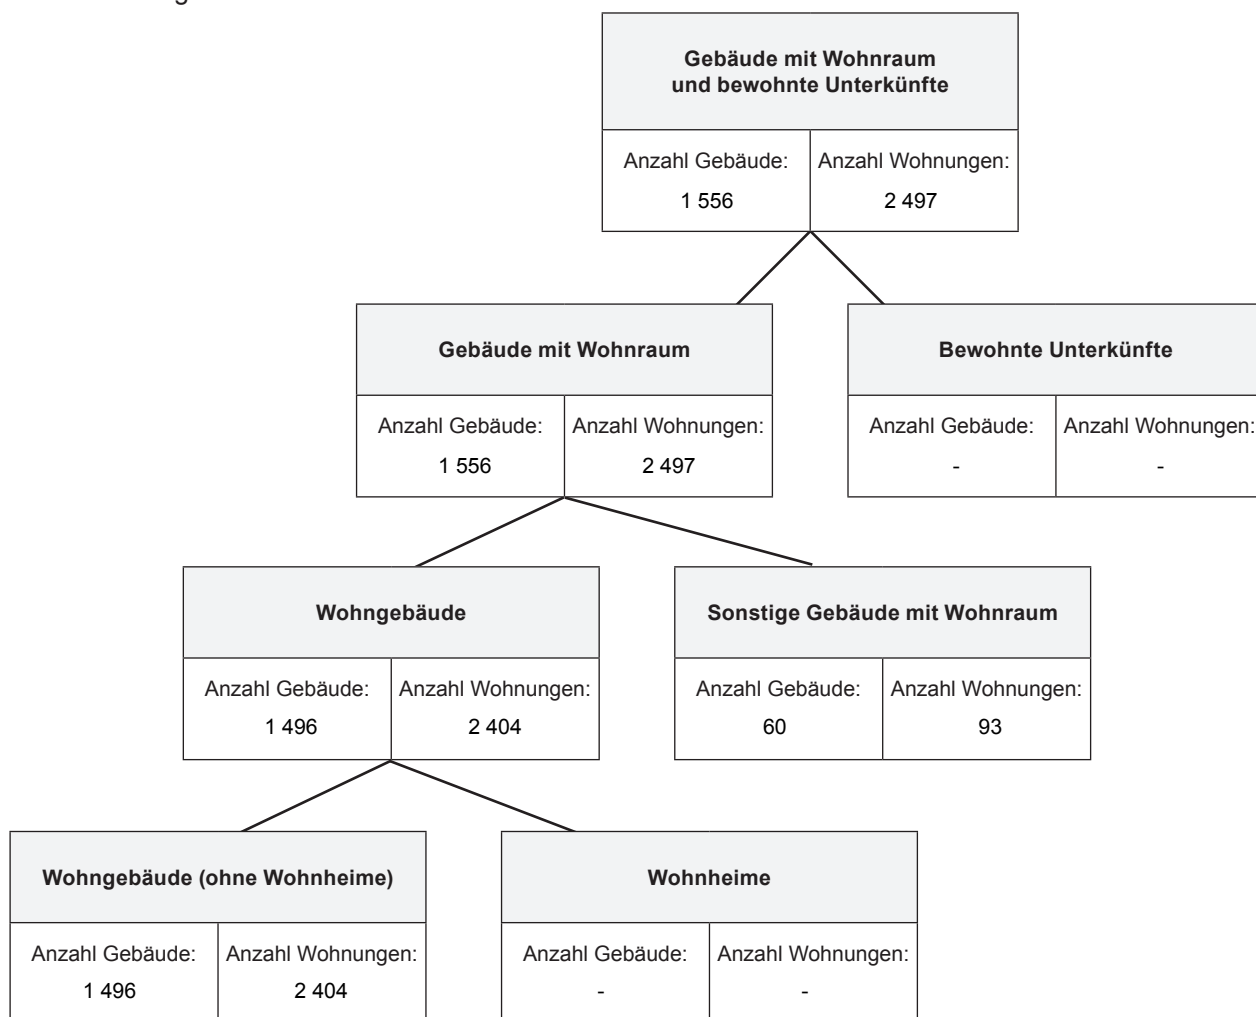 Gebäude mit Wohnraum
und bewohnte Unterkünfte
Anzahl Gebäude:
1 556
Anzahl Wohnungen:
2 497
Gebäude mit Wohnraum
Anzahl Gebäude:
1 556
Anzahl Wohnungen:
2 497
Bewohnte Unterkünfte
Anzahl Gebäude:
-
Anzahl Wohnungen:
-
Wohngebäude
Anzahl Gebäude:
1 496
Anzahl Wohnungen:
2 404
Sonstige Gebäude mit Wohnraum
Anzahl Gebäude:
60
Anzahl Wohnungen:
93
Wohngebäude (ohne Wohnheime)
Anzahl Gebäude:
1 496
Anzahl Wohnungen:
2 404
Wohnheime
Anzahl Gebäude:
-
Anzahl Wohnungen:
-